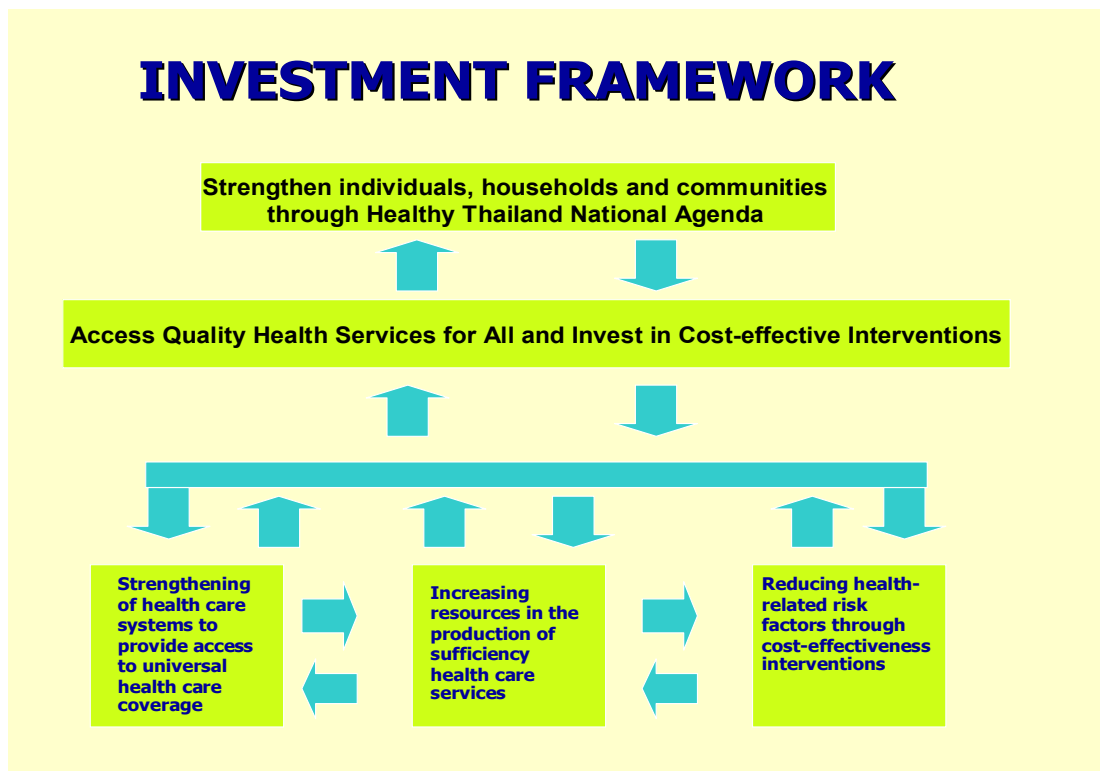 INVESTMENT FRAMEWORK
Strengthen individuals, households and communities
through Healthy Thailand National Agenda
Access Quality Health Services for All and Invest in Cost-effective Interventions
Strengthening
of health care
systems to
provide access
to universal
health care
coverage
Increasing
resources in the
production of
sufficiency
health care
services
Reducing health-
related risk
factors through
cost-effectiveness
interventions